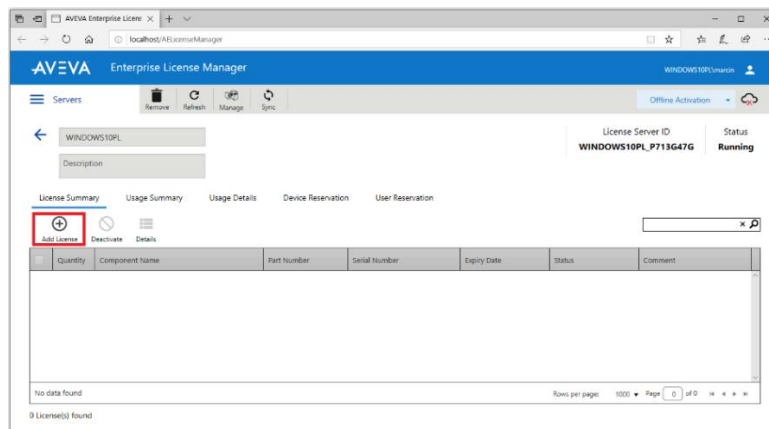 AVEVA Enterprise Licens
localhost/AELicenseManager
AVEVA Enterprise License Manager
WINDOWS10PL\marcin
Servers
Remove Refresh Manage Sync
Offline Activation
WINDOWS10PL
Description
License Server ID Status
WINDOWS10PL_P713G47G Running
License Summary Usage Summary Usage Details Device Reservation User Reservation
Add License Deactivate Details
Quantity Component Name Part Number Serial Number Expiry Date Status Comment
No data found
Rows per page: 1000 Page 0 of 0
0 License(s) found